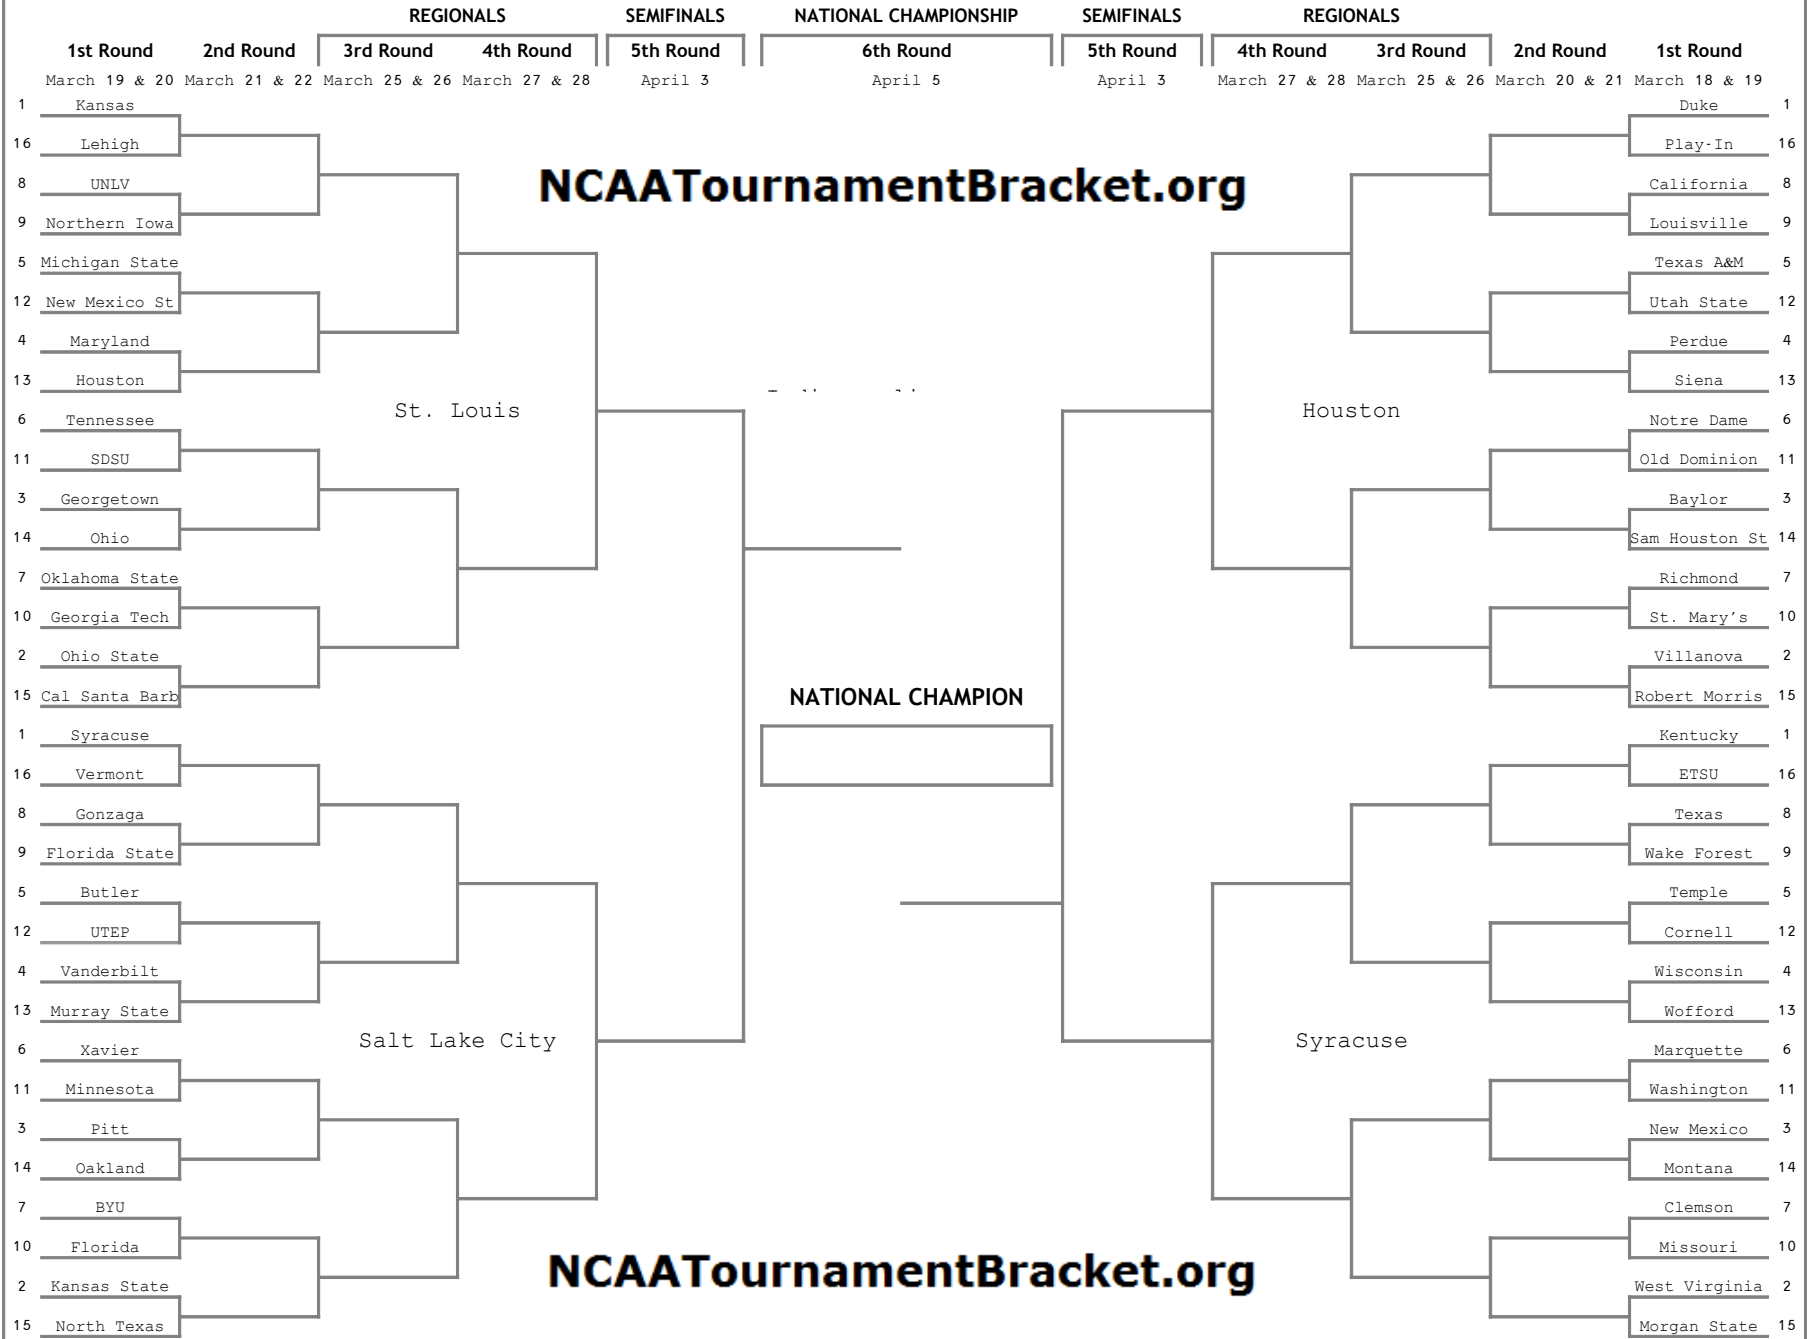 REGIONALS SEMIFINALS NATIONAL CHAMPIONSHIP SEMIFINALS REGIONALS
1st Round 2nd Round 3rd Round 4th Round 5th Round 6th Round 5th Round 4th Round 3rd Round 2nd Round 1st Round
March 19 & 20 March 21 & 22 March 25 & 26 March 27 & 28 April 3 April 5 April 3 March 27 & 28 March 25 & 26 March 20 & 21 March 18 & 19
1 Kansas Duke 1
16 Lehigh Play-In 16
NCAATournamentBracket.org
8 UNLV California 8
9 Northern Iowa Louisville 9
5 Michigan State Texas A&M 5
12 New Mexico St Utah State 12
4 Maryland Perdue 4
13 Houston Siena 13
St. Louis Houston
6 Tennessee Notre Dame 6
11 SDSU Old Dominion 11
3 Georgetown Baylor 3
14 Ohio Sam Houston St 14
7 Oklahoma State Richmond 7
10 Georgia Tech St. Mary’s 10
2 Ohio State Villanova 2
15 Cal Santa Barb NATIONAL CHAMPION Robert Morris 15
1 Syracuse Kentucky 1
16 Vermont ETSU 16
8 Gonzaga Texas 8
9 Florida State Wake Forest 9
5 Butler Temple 5
12 UTEP Cornell 12
4 Vanderbilt Wisconsin 4
13 Murray State Wofford 13
Salt Lake City Syracuse
6 Xavier Marquette 6
11 Minnesota Washington 11
3 Pitt New Mexico 3
14 Oakland Montana 14
7 BYU Clemson 7
10 Florida Missouri 10
NCAATournamentBracket.org
2 Kansas State West Virginia 2
15 North Texas Morgan State 15